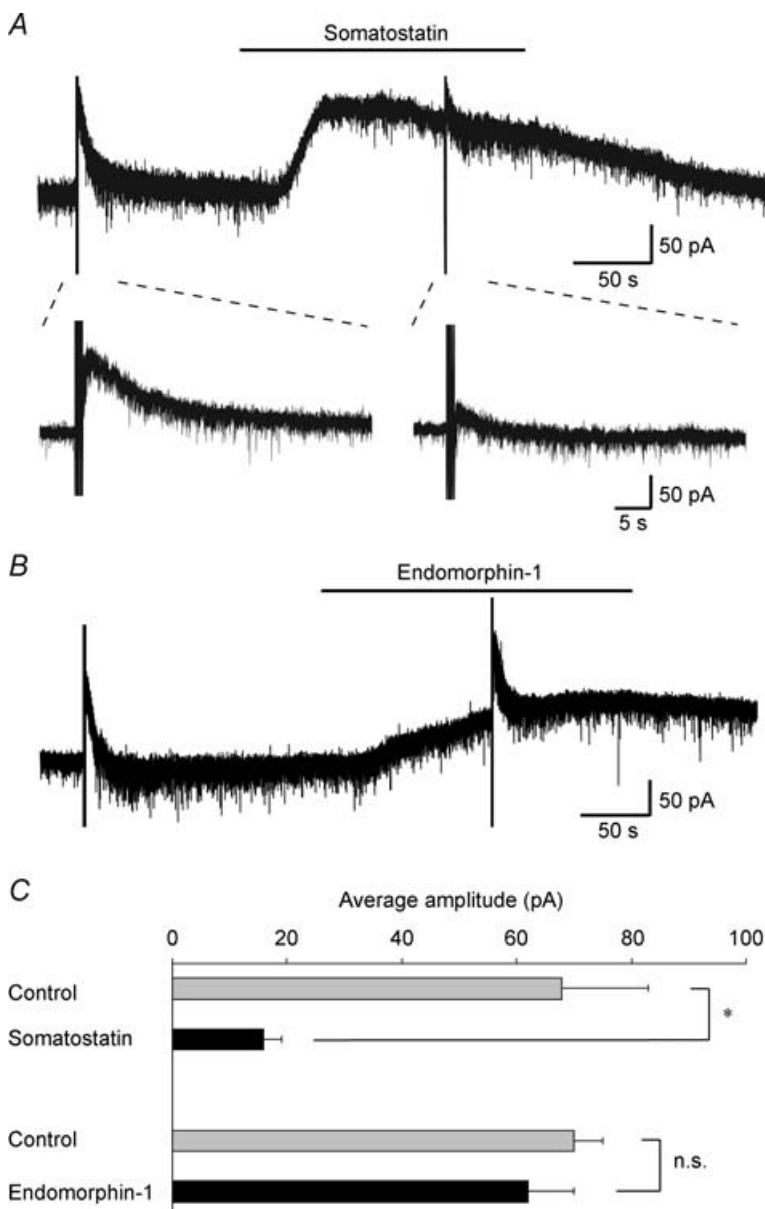 A
Somatostatin
50 pA
50 s
50 pA
5 s
B
Endomorphin-1
50 pA
50 s
C
Average amplitude (pA)
0 20 40 60 80 100
Control
*
Somatostatin
Control
n.s.
Endomorphin-1